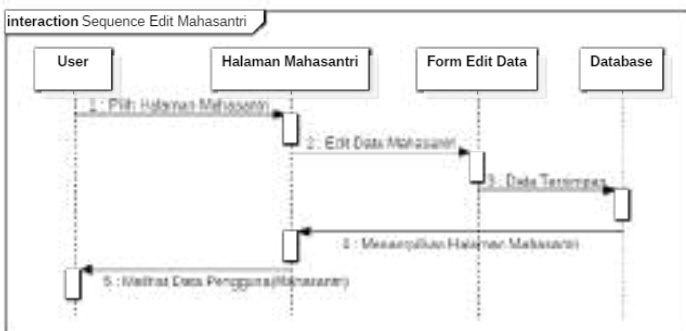 interaction Sequence Edit Mahasantri
User
Halaman Mahasantri
Form Edit Data
Database
1 : Pilih Halaman Mahasantri
2 : Edit Data Mahasantri
3 : Data Tersimpan
4 : Menampilkan Halaman Mahasantri
5 : Melihat Data Pengguna(Mahasantri)